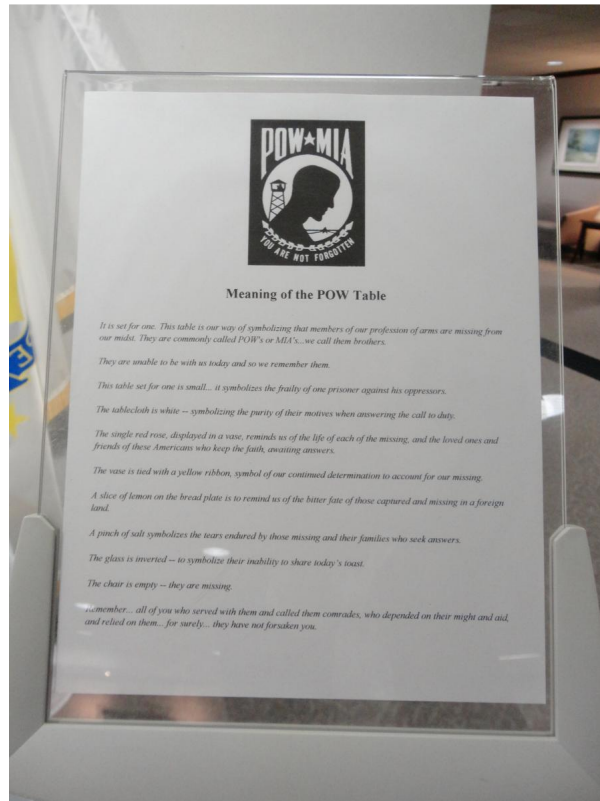 POW★MIA
YOU ARE NOT FORGOTTEN
Meaning of the POW Table
It is set for one. This table is our way of symbolizing that members of our profession of arms are missing from
our midst. They are commonly called POW's or MIA's...we call them brothers.
They are unable to be with us today and so we remember them.
This table set for one is small... it symbolizes the frailty of one prisoner against his oppressors.
The tablecloth is white -- symbolizing the purity of their motives when answering the call to duty.
The single red rose, displayed in a vase, reminds us of the life of each of the missing, and the loved ones and
friends of these Americans who keep the faith, awaiting answers.
The vase is tied with a yellow ribbon, symbol of our continued determination to account for our missing.
A slice of lemon on the bread plate is to remind us of the bitter fate of those captured and missing in a foreign
land.
A pinch of salt symbolizes the tears endured by those missing and their families who seek answers.
The glass is inverted -- to symbolize their inability to share today's toast.
The chair is empty -- they are missing.
Remember... all of you who served with them and called them comrades, who depended on their might and aid,
and relied on them... for surely... they have not forsaken you.